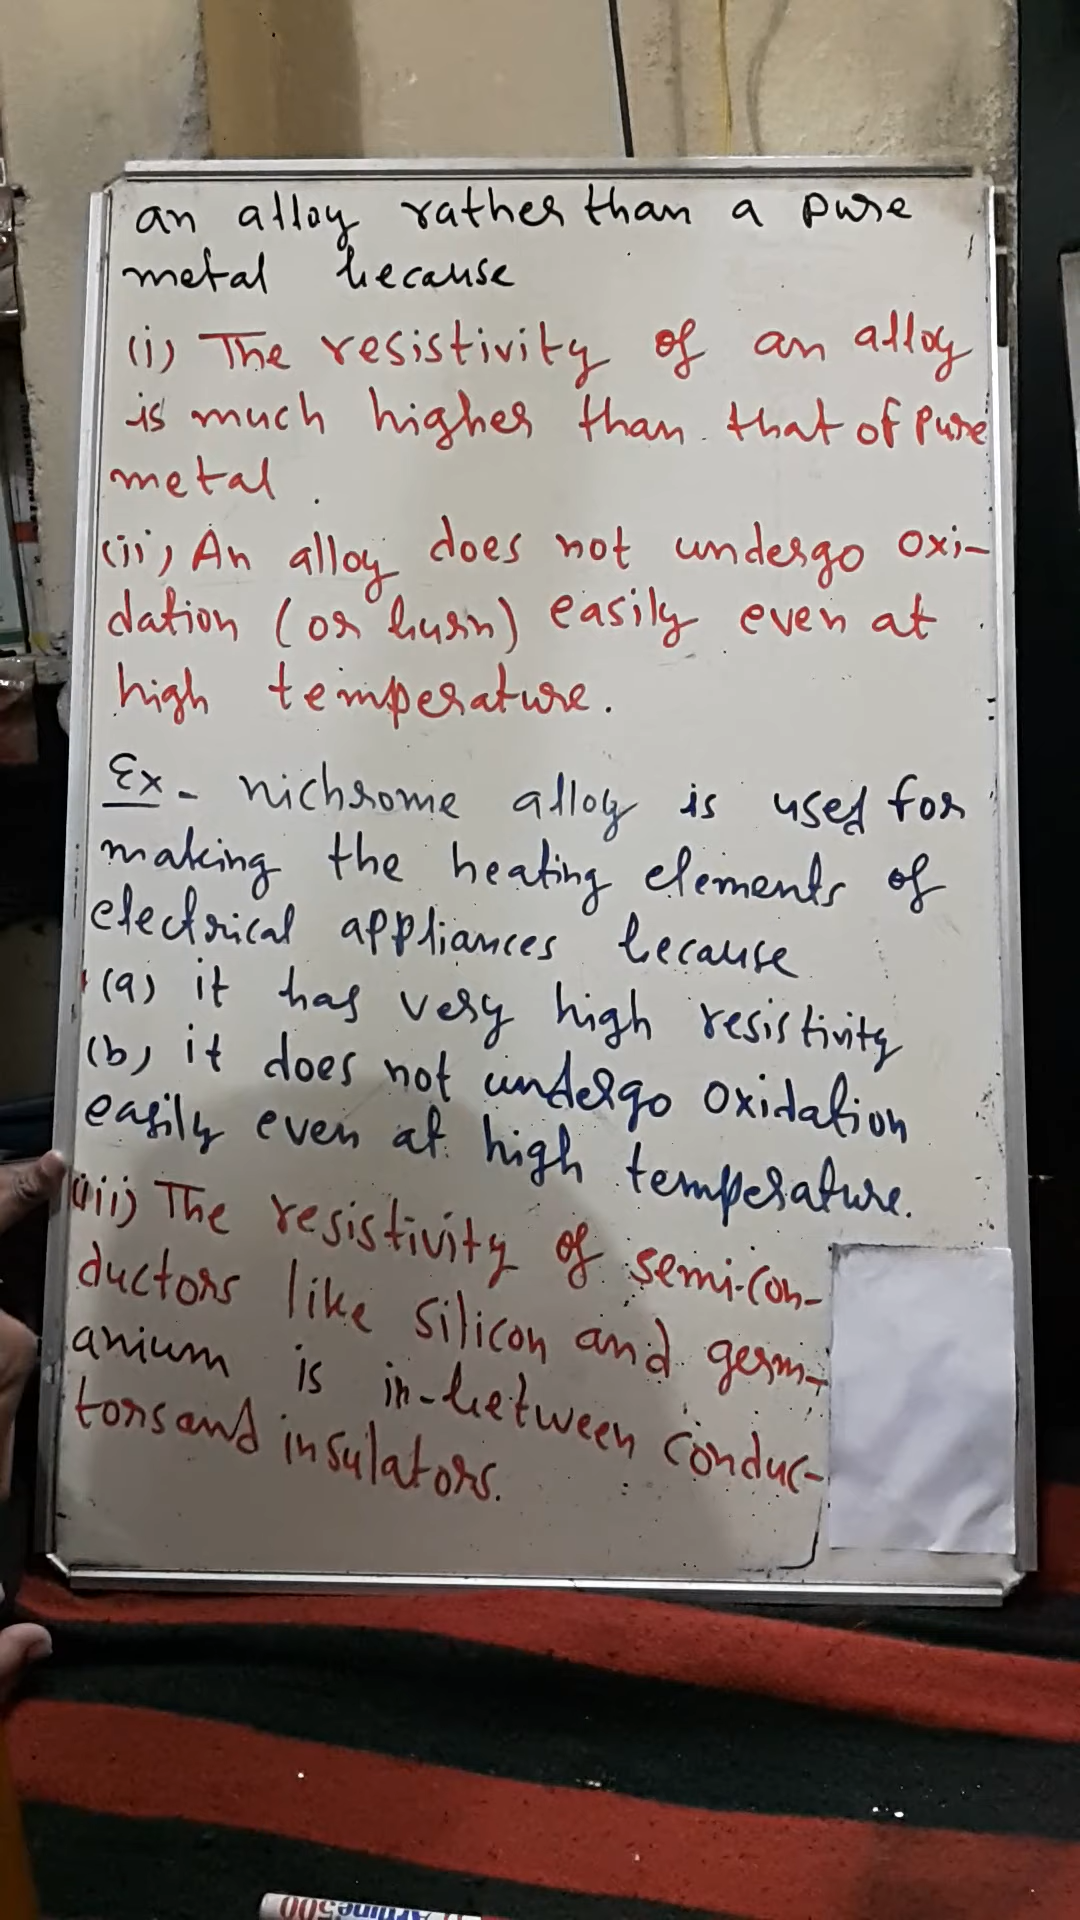 an alloy rather than a pure
metal because
(i) The resistivity of an alloy
is much higher than that of pure
metal.
(ii) An alloy does not undergo oxi-
dation (or burn) easily even at
high temperature.
Ex- nichrome alloy is used for
making the heating elements of
electrical appliances because
(a) it has very high resistivity
(b) it does not undergo oxidation
easily even at high temperature.
(iii) The resistivity of semi-con-
ductors like silicon and germ-
anium is in-between conduc-
tors and insulators.
500